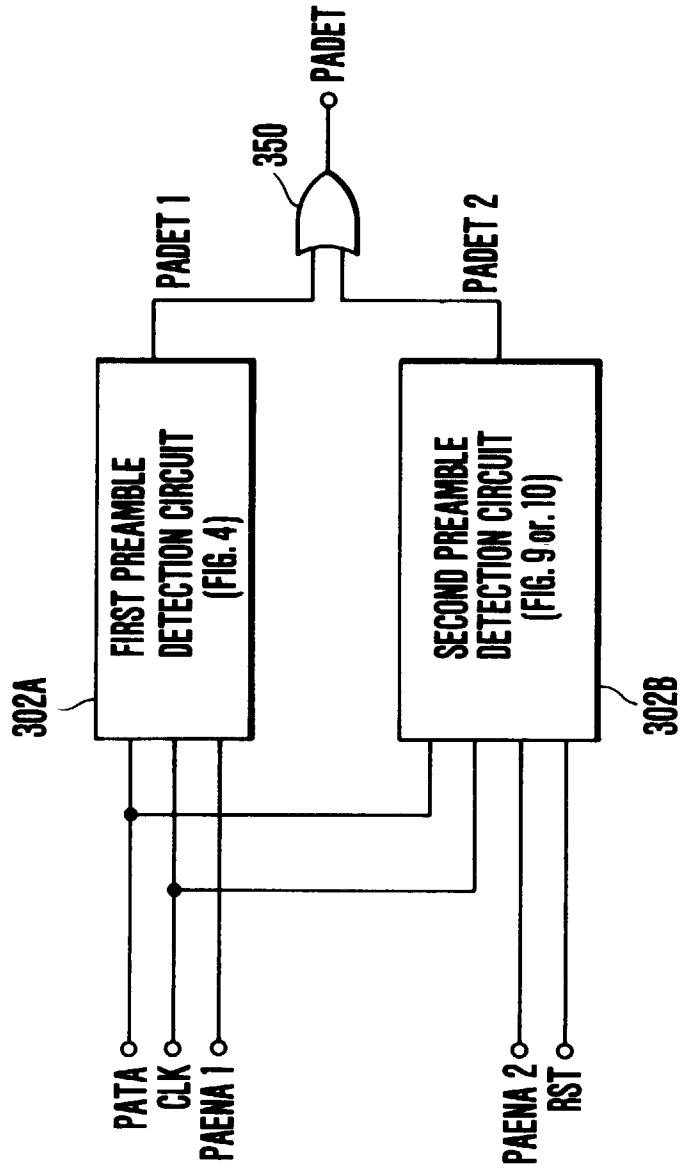 302A
FIRST PREAMBLE
DETECTION CIRCUIT
(FIG. 4)
PADET 1
350
PADET
PATA
CLK
PAENA 1
SECOND PREAMBLE
DETECTION CIRCUIT
(FIG. 9 or. 10)
PADET 2
PAENA 2
RST
302B